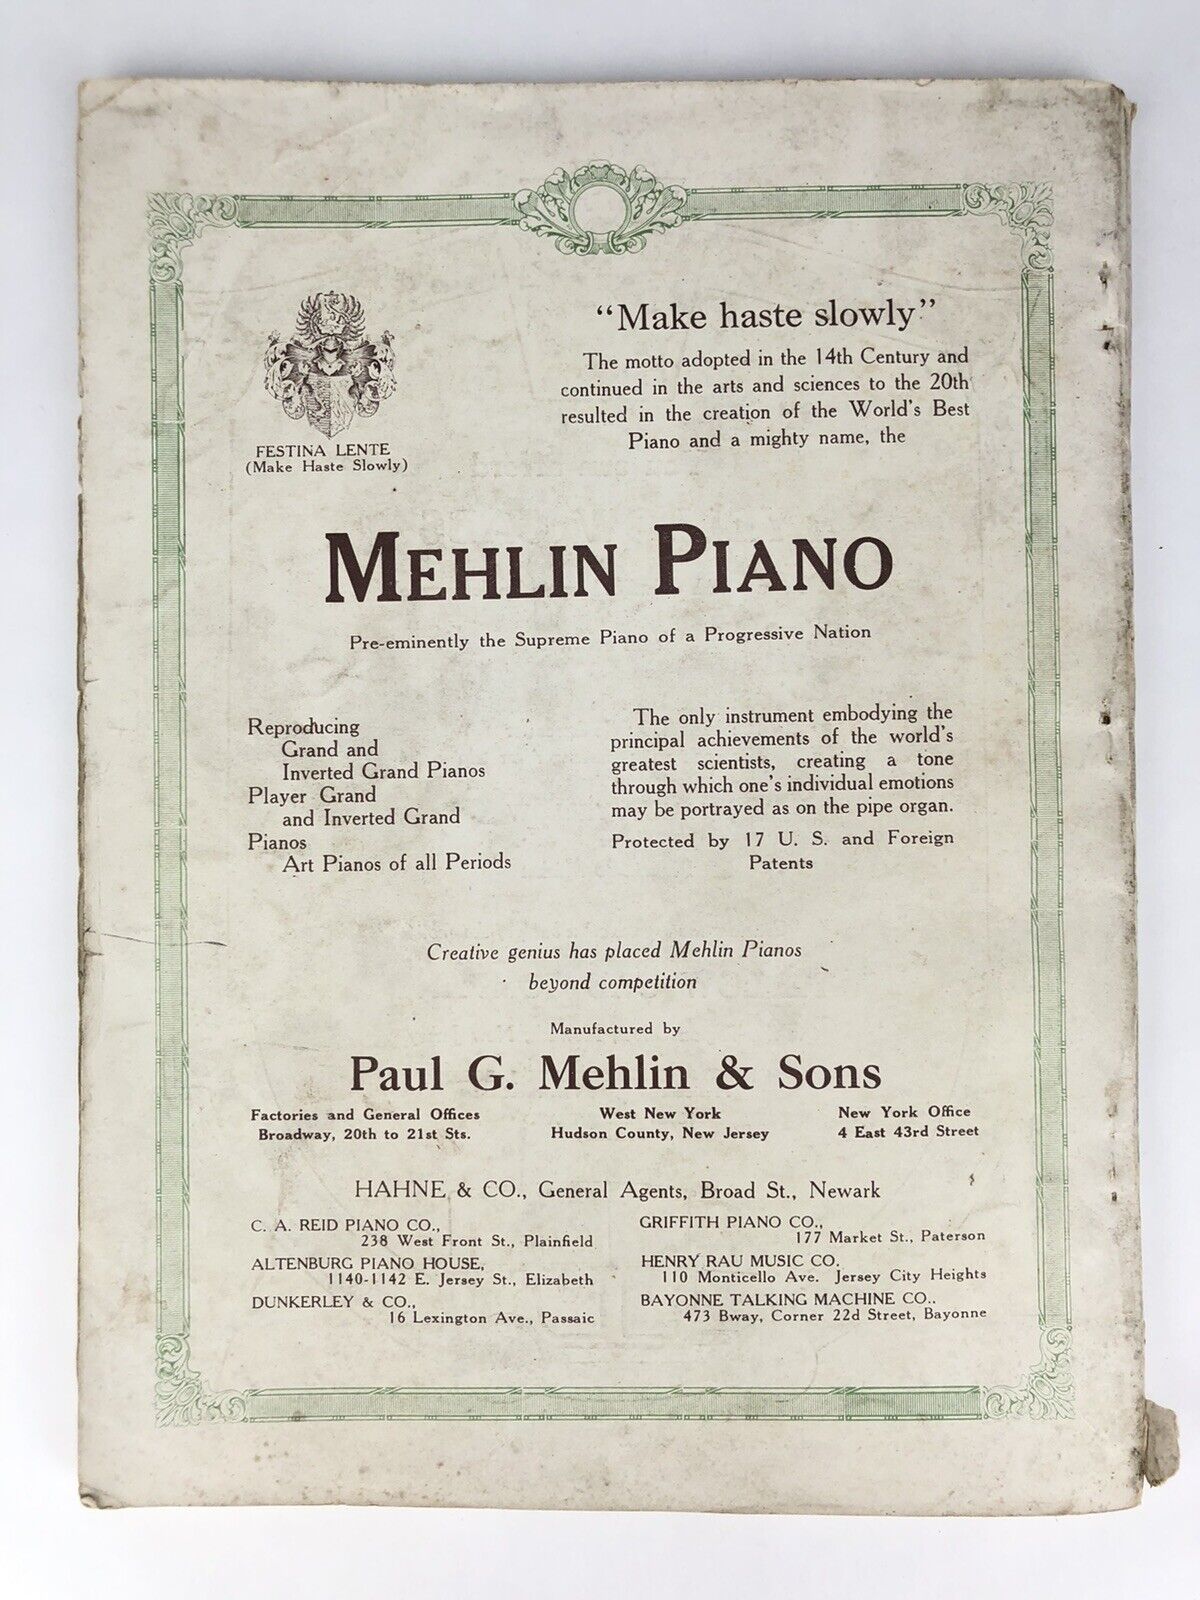 FESTINA LENTE
(Make Haste Slowly)
"Make haste slowly"
The motto adopted in the 14th Century and
continued in the arts and sciences to the 20th
resulted in the creation of the World's Best
Piano and a mighty name, the
MEHLIN PIANO
Pre-eminently the Supreme Piano of a Progressive Nation
Reproducing
Grand and
Inverted Grand Pianos
Player Grand
and Inverted Grand
Pianos
Art Pianos of all Periods
The only instrument embodying the
principal achievements of the world's
greatest scientists, creating a tone
through which one's individual emotions
may be portrayed as on the pipe organ.
Protected by 17 U. S. and Foreign
Patents
Creative genius has placed Mehlin Pianos
beyond competition
Manufactured by
Paul G. Mehlin & Sons
Factories and General Offices
Broadway, 20th to 21st Sts.
West New York
Hudson County, New Jersey
New York Office
4 East 43rd Street
HAHNE & CO., General Agents, Broad St., Newark
C. A. REID PIANO CO.,
238 West Front St., Plainfield
ALTENBURG PIANO HOUSE,
1140-1142 E. Jersey St., Elizabeth
DUNKERLEY & CO.,
16 Lexington Ave., Passaic
GRIFFITH PIANO CO.,
177 Market St., Paterson
HENRY RAU MUSIC CO.
110 Monticello Ave. Jersey City Heights
BAYONNE TALKING MACHINE CO..
473 Bway, Corner 22d Street, Bayonne